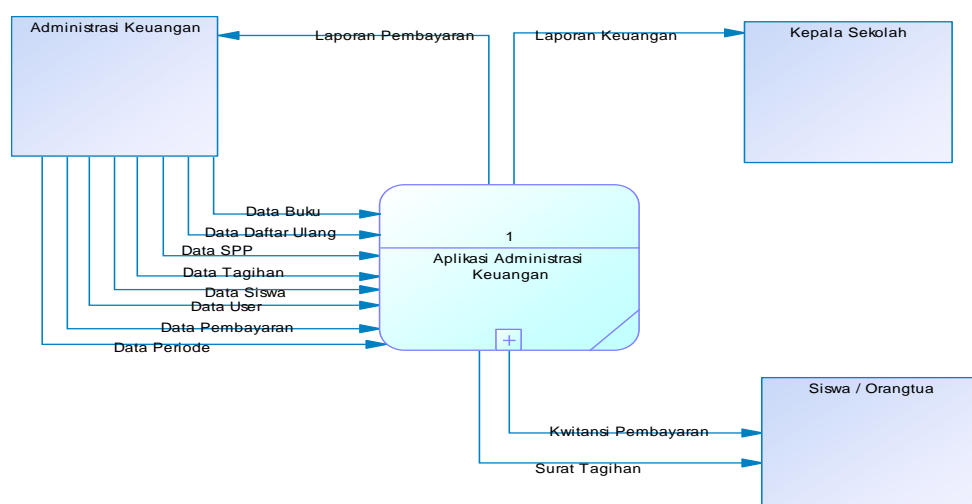 Administrasi Keuangan
Laporan Pembayaran
Laporan Keuangan
Kepala Sekolah
Data Buku
Data Daftar Ulang
Data SPP
Data Tagihan
Data Siswa
Data User
Data Pembayaran
Data Periode
1
Aplikasi Administrasi
Keuangan
Siswa / Orangtua
Kwitansi Pembayaran
Surat Tagihan